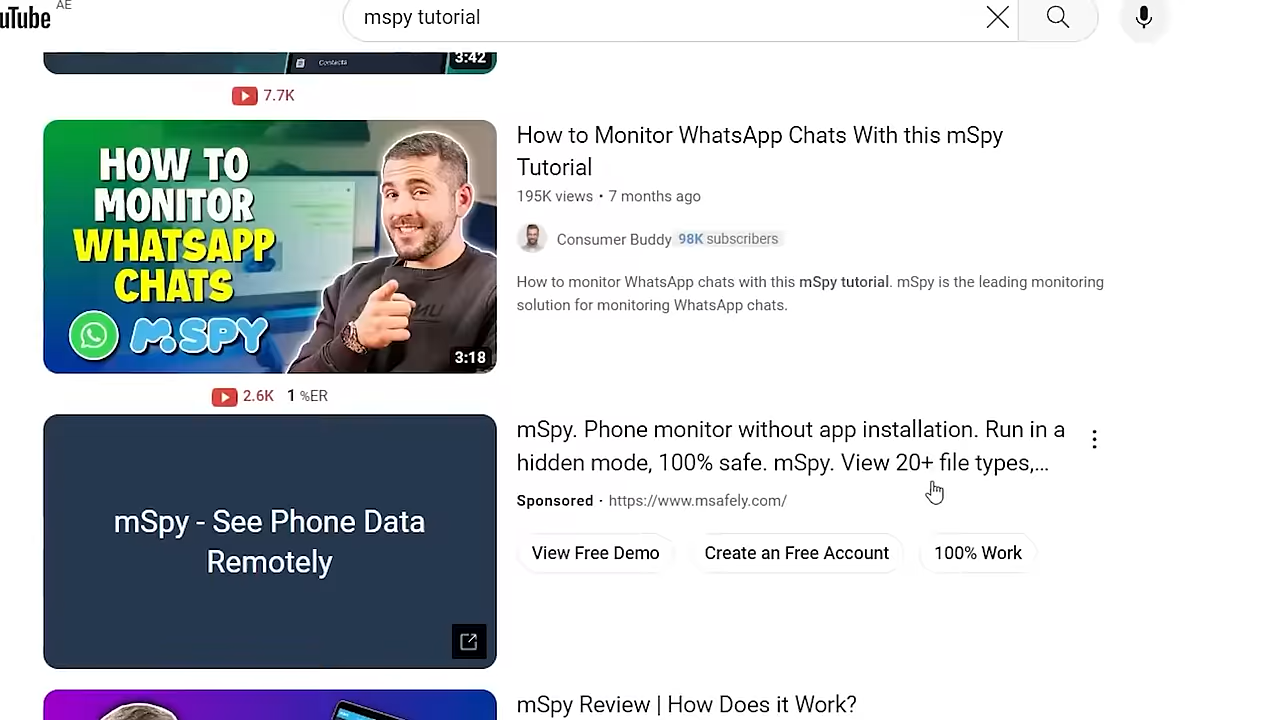 uTube
AE
mspy tutorial
Contacts
3:42
7.7K
HOW TO
MONITOR
WHATSAPP
CHATS
M.SPY
3:18
How to Monitor WhatsApp Chats With this mSpy
Tutorial
195K views • 7 months ago
Consumer Buddy 98K subscribers
How to monitor WhatsApp chats with this mSpy tutorial. mSpy is the leading monitoring
solution for monitoring WhatsApp chats.
2.6K 1 %ER
mSpy - See Phone Data
Remotely
mSpy. Phone monitor without app installation. Run in a
hidden mode, 100% safe. mSpy. View 20+ file types,...
Sponsored · https://www.msafely.com/
View Free Demo
Create an Free Account
100% Work
mSpy Review | How Does it Work?